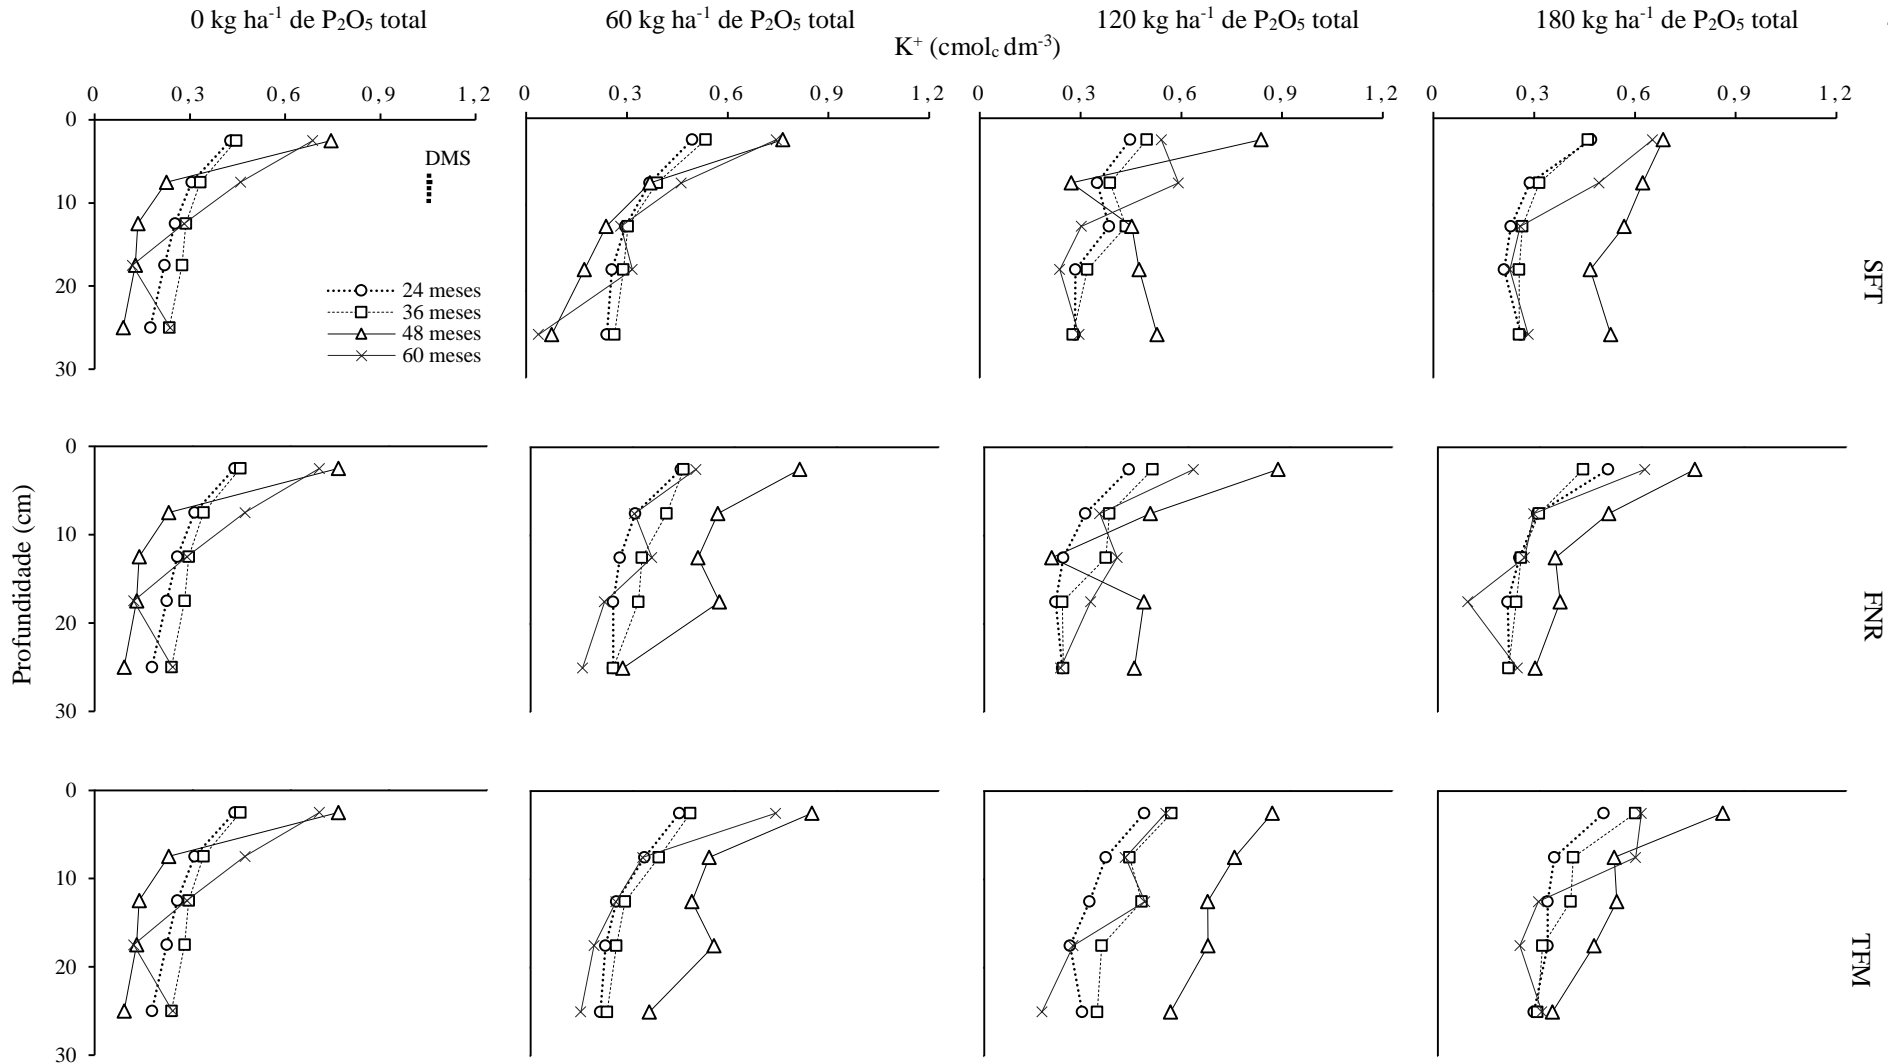 0 kg ha⁻¹ de P₂O₅ total 60 kg ha⁻¹ de P₂O₅ total 120 kg ha⁻¹ de P₂O₅ total 180 kg ha⁻¹ de P₂O₅ total
K⁺ (cmol_c dm⁻³)
0 0,3 0,6 0,9 1,2 0 0,3 0,6 0,9 1,2 0 0,3 0,6 0,9 1,2 0 0,3 0,6 0,9 1,2
0
DMS
10
20
24 meses
36 meses
48 meses
60 meses
30
SFT
Profundidade (cm)
0
10
20
30
FNR
0
10
20
30
TFM